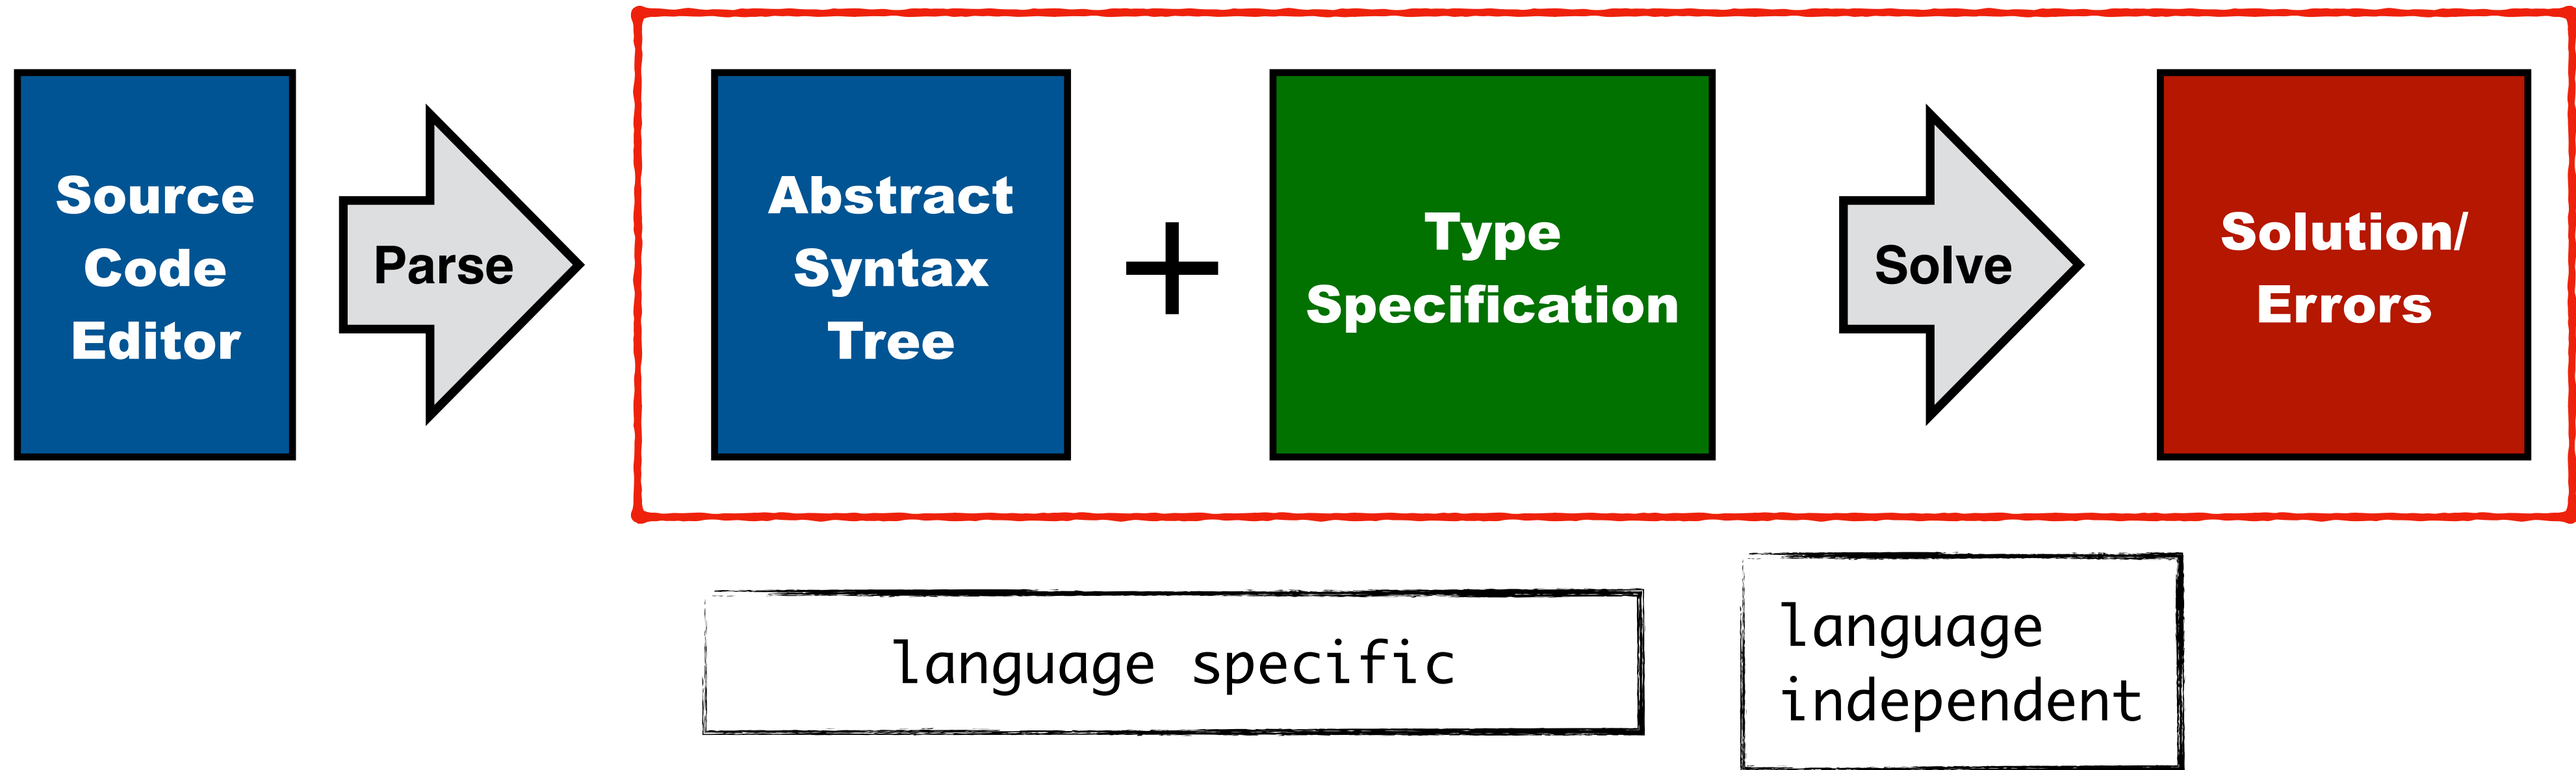 Source
Code
Editor
Parse
Abstract
Syntax
Tree
+
Type
Specification
Solve
Solution/
Errors
language specific
language
independent